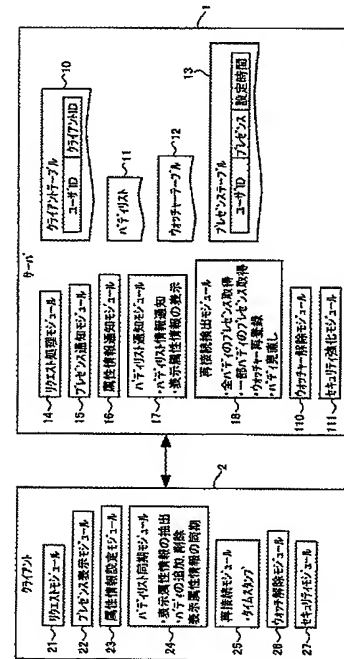 1
サーバ
クライアントテーブル
10
ユーザID
クライアントID
バディリスト
11
ウォッチャーテーブル
12
13
プレゼンステーブル
ユーザID
プレゼンス
設定時間
14
リクエスト処理モジュール
15
プレゼンス通知モジュール
16
属性情報通知モジュール
17
バディリスト通知モジュール
・バディリスト情報通知
・表示属性情報の表示
18
再接続検出モジュール
・全バディのプレゼンス取得
・一部バディのプレゼンス取得
・ウォッチャー再登録
・バディ見直し
110
ウォッチャー解除モジュール
111
セキュリティ強化モジュール
2
クライアント
21
リクエストモジュール
22
プレゼンス表示モジュール
23
属性情報設定モジュール
24
バディリスト同期モジュール
・表示属性情報の抽出
・バディの追加,削除
表示属性情報の同期
25
再接続モジュール
・タイムスタンプ
26
ウォッチ解除モジュール
27
セキュリティモジュール